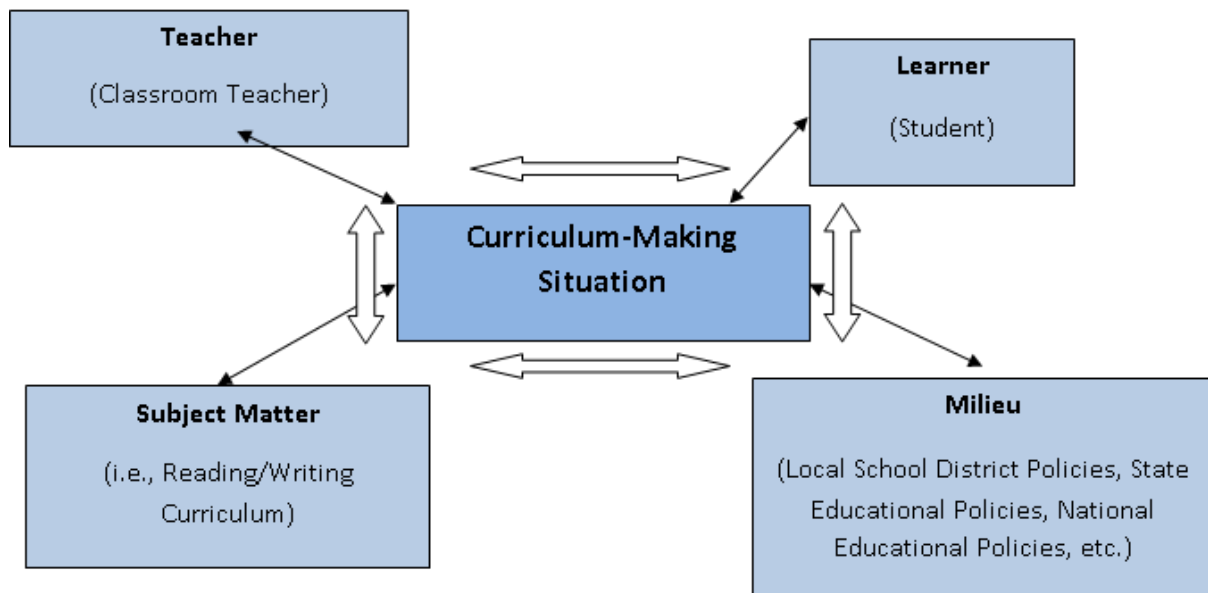 Teacher
(Classroom Teacher)
Learner
(Student)
Curriculum-Making
Situation
Subject Matter
(i.e., Reading/Writing
Curriculum)
Milieu
(Local School District Policies, State
Educational Policies, National
Educational Policies, etc.)